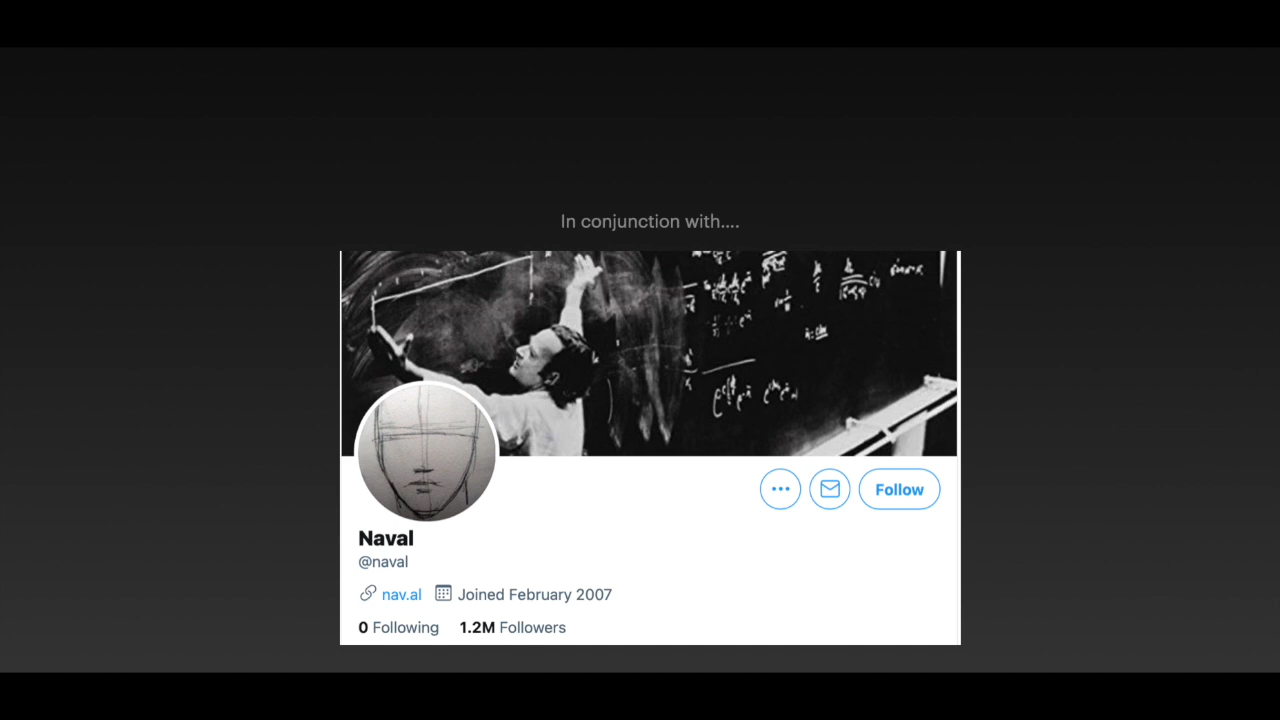 In conjunction with....
Naval
@naval
nav.al Joined February 2007
0 Following 1.2M Followers
Follow